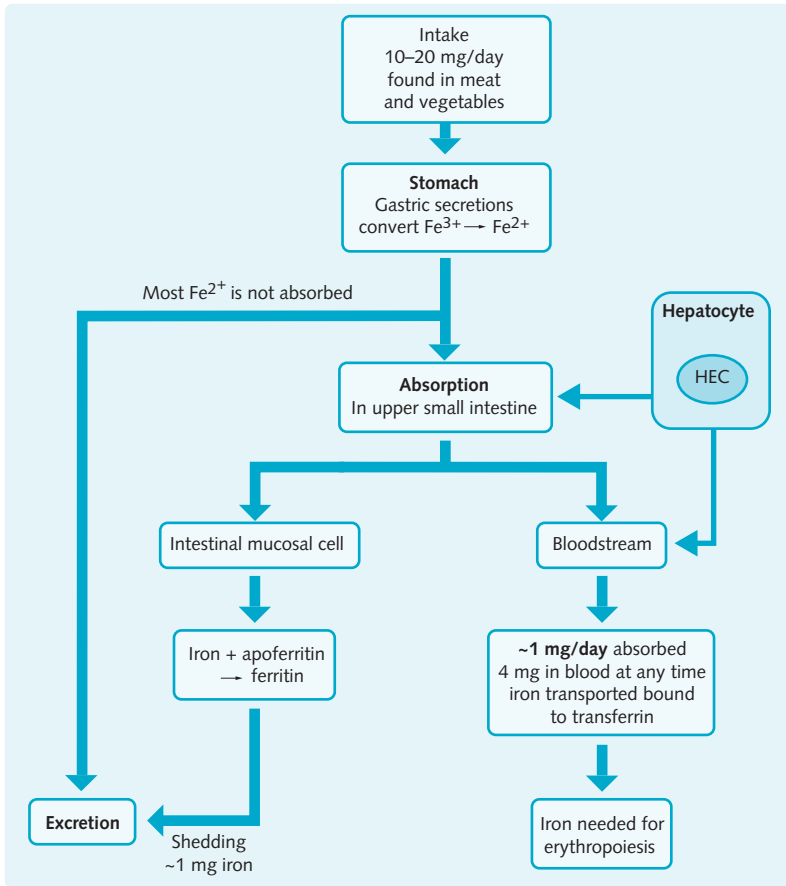 Intake
10–20 mg/day
found in meat
and vegetables
Stomach
Gastric secretions
convert Fe3+ → Fe2+
Most Fe2+ is not absorbed
Hepatocyte
HEC
Absorption
In upper small intestine
Intestinal mucosal cell
Bloodstream
Iron + apoferritin
→ ferritin
~1 mg/day absorbed
4 mg in blood at any time
iron transported bound
to transferrin
Excretion
Shedding
~1 mg iron
Iron needed for
erythropoiesis